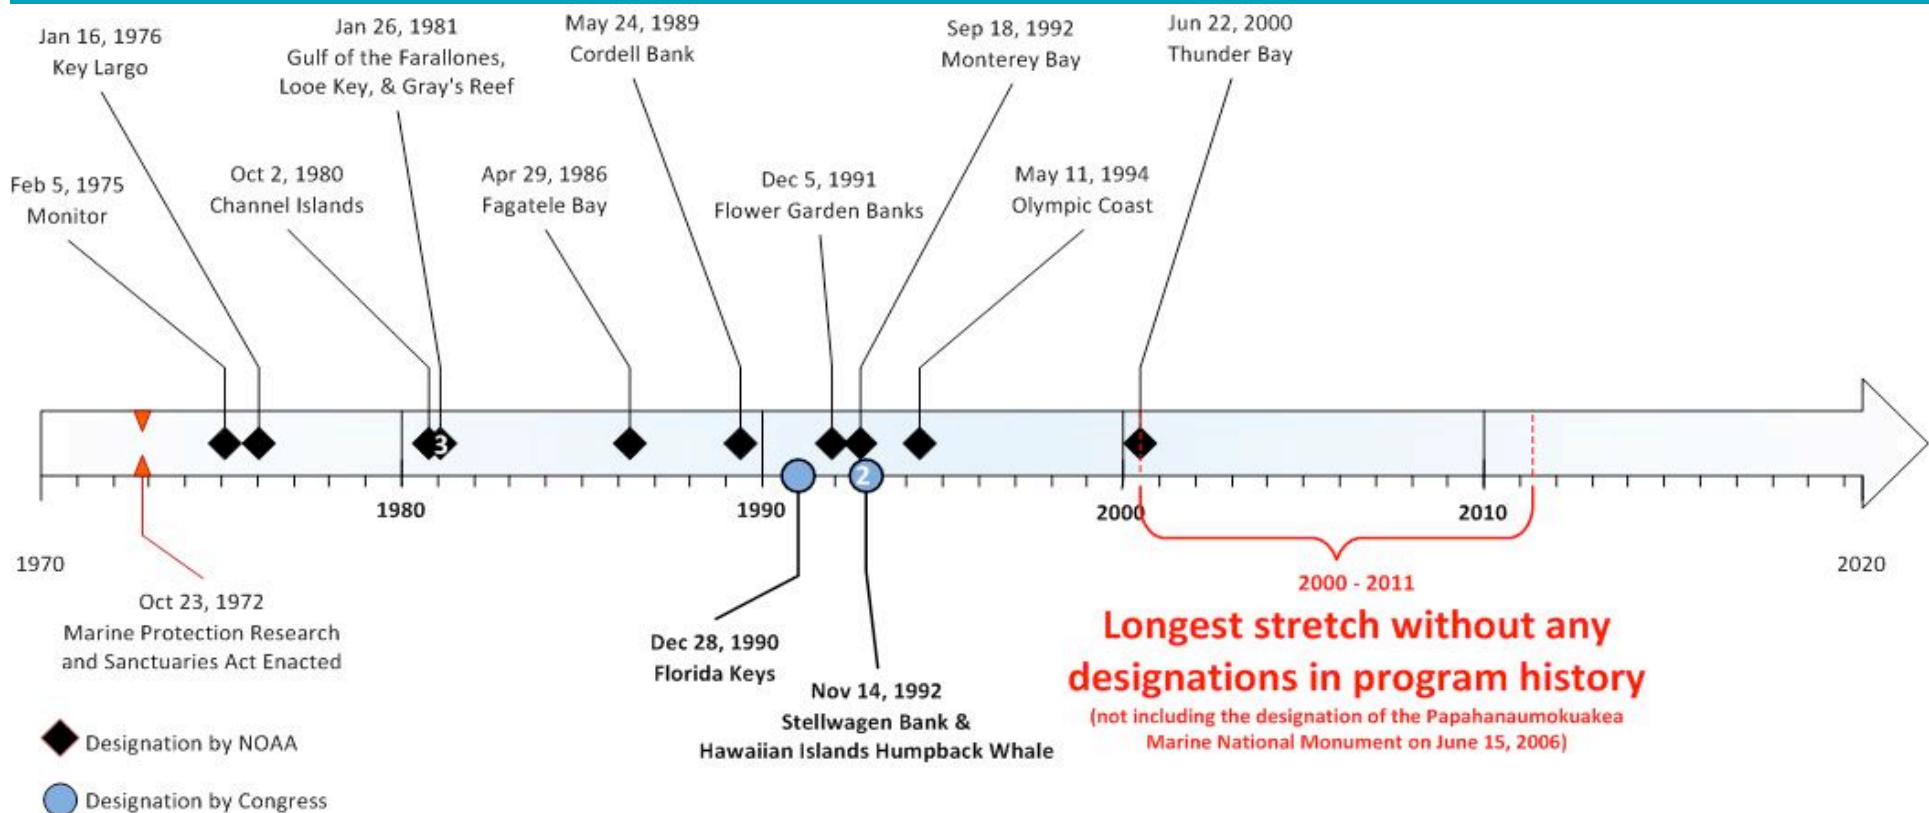 Jan 16, 1976
Key Largo
Jan 26, 1981
Gulf of the Farallones,
Looe Key, & Gray's Reef
May 24, 1989
Cordell Bank
Sep 18, 1992
Monterey Bay
Jun 22, 2000
Thunder Bay
Feb 5, 1975
Monitor
Oct 2, 1980
Channel Islands
Apr 29, 1986
Fagatele Bay
Dec 5, 1991
Flower Garden Banks
May 11, 1994
Olympic Coast
3
2
1980
1990
2000
2010
1970
2020
Oct 23, 1972
Marine Protection Research
and Sanctuaries Act Enacted
Dec 28, 1990
Florida Keys
Nov 14, 1992
Stellwagen Bank &
Hawaiian Islands Humpback Whale
2000 - 2011
Longest stretch without any
designations in program history
(not including the designation of the Papahanaumokuakea
Marine National Monument on June 15, 2006)
Designation by NOAA
Designation by Congress